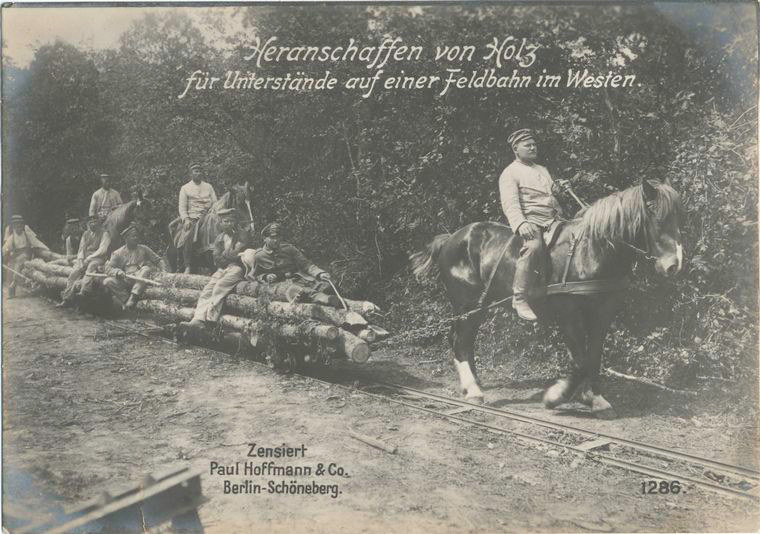 Heranschaffen von Holz
für Unterstände auf einer Feldbahn im Westen.
Zensiert
Paul Hoffmann & Co.
Berlin-Schöneberg.
1286.